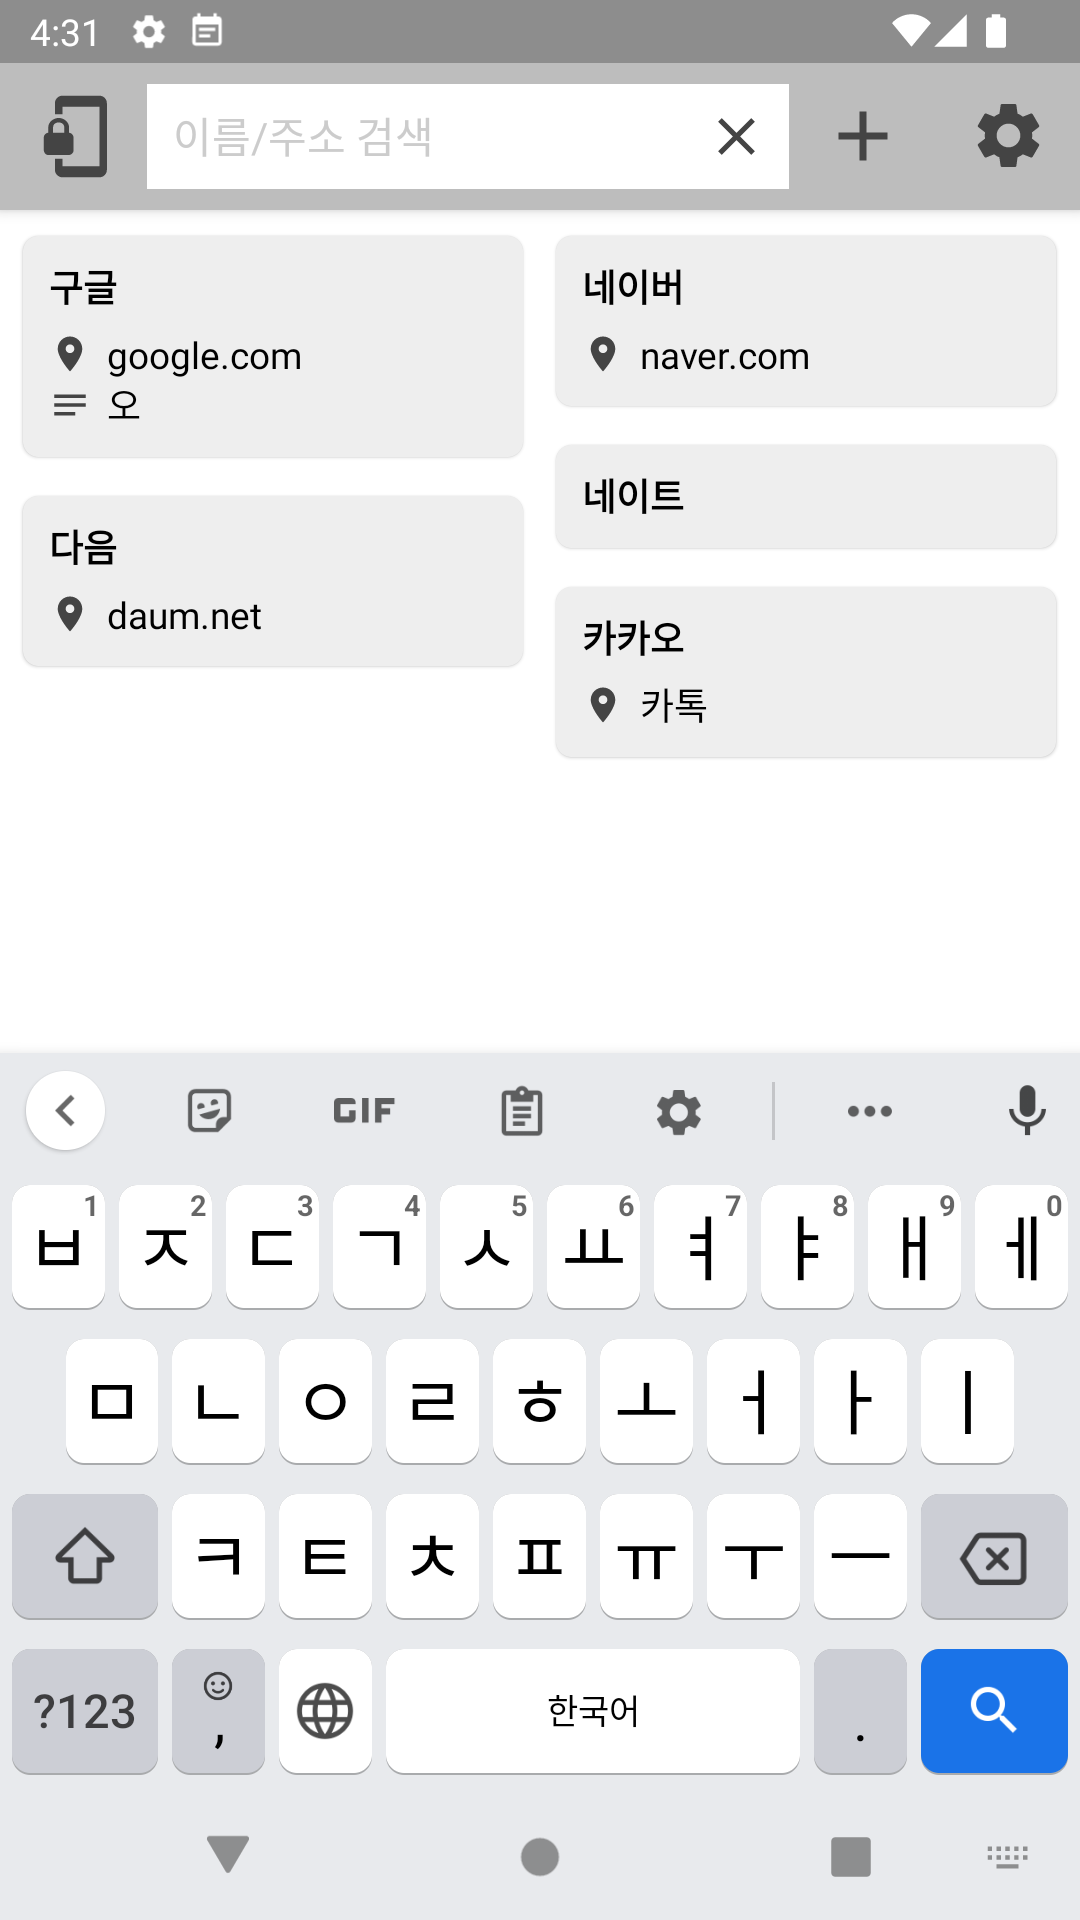 4:31
이름/주소 검색
구글
google.com
오
다음
daum.net
네이버
naver.com
네이트
카카오
카톡
GIF
1 2 3 4 5 6 7 8 9 0
ㅂ ㅈ ㄷ ㄱ ㅅ ㅛ ㅕ ㅑ ㅐ ㅔ
ㅁ ㄴ ㅇ ㄹ ㅎ ㅗ ㅓ ㅏ ㅣ
ㅋ ㅌ ㅊ ㅍ ㅠ ㅜ ㅡ
?123 , 한국어 .